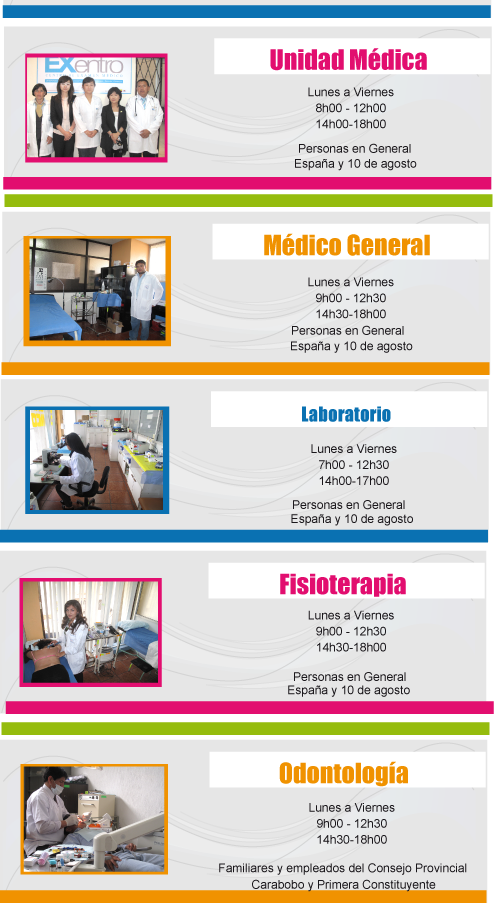 EXentro
Unidad Médica
Lunes a Viernes
8h00 - 12h00
14h00-18h00
Personas en General
España y 10 de agosto
Médico General
Lunes a Viernes
9h00 - 12h30
14h30-18h00
Personas en General
España y 10 de agosto
Laboratorio
Lunes a Viernes
7h00 - 12h30
14h00-17h00
Personas en General
España y 10 de agosto
Fisioterapia
Lunes a Viernes
9h00 - 12h30
14h30-18h00
Personas en General
España y 10 de agosto
Odontología
Lunes a Viernes
9h00 - 12h30
14h30-18h00
Familiares y empleados del Consejo Provincial
Carabobo y Primera Constituyente